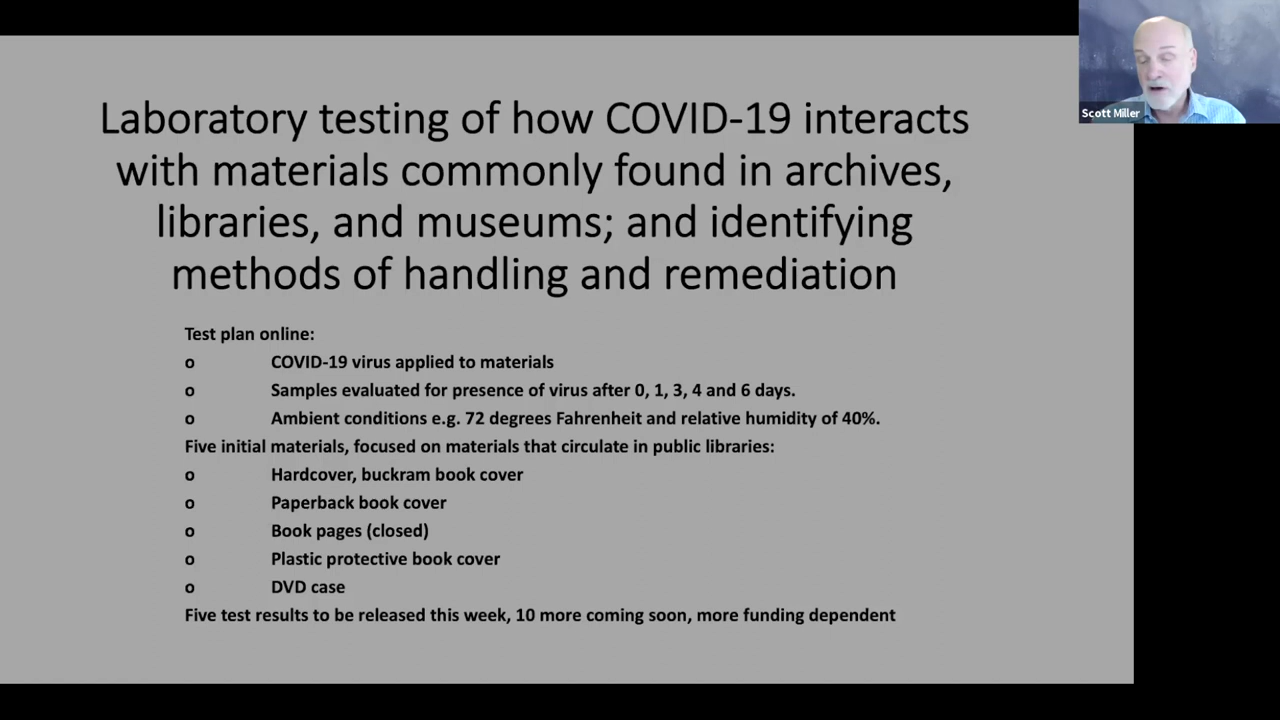 Laboratory testing of how COVID-19 interacts
with materials commonly found in archives,
libraries, and museums; and identifying
methods of handling and remediation
Scott Miller
Test plan online:
o COVID-19 virus applied to materials
o Samples evaluated for presence of virus after 0, 1, 3, 4 and 6 days.
o Ambient conditions e.g. 72 degrees Fahrenheit and relative humidity of 40%.
Five initial materials, focused on materials that circulate in public libraries:
o Hardcover, buckram book cover
o Paperback book cover
o Book pages (closed)
o Plastic protective book cover
o DVD case
Five test results to be released this week, 10 more coming soon, more funding dependent